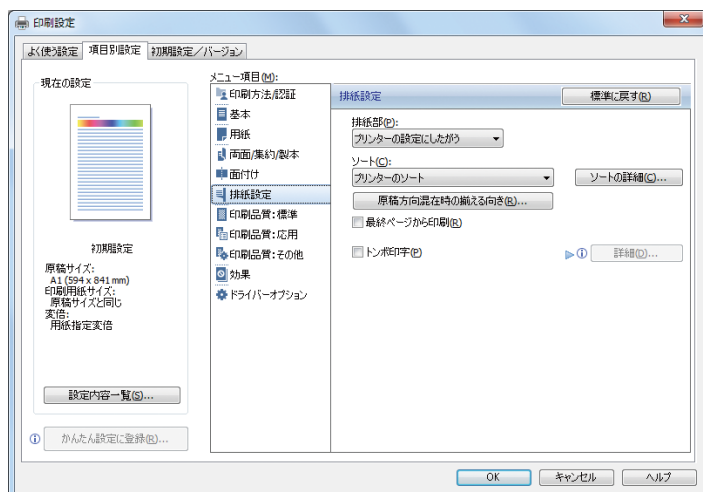 印刷設定
よく使う設定
項目別設定
初期設定／バージョン
現在の設定
初期設定
原稿サイズ:
A1 (594 x 841 mm)
印刷用紙サイズ:
原稿サイズと同じ
変倍:
用紙指定変倍
設定内容一覧(S)...
かんたん設定に登録(R)...
メニュー項目(M):
印刷方法/認証
基本
用紙
両面/集約/製本
面付け
排紙設定
印刷品質:標準
印刷品質:応用
印刷品質:その他
効果
ドライバーオプション
排紙設定
標準に戻す(R)
排紙部(P):
プリンターの設定にしたがう
ソート(C):
プリンターのソート
ソートの詳細(C)...
原稿方向混在時の揃える向き(R)...
最終ページから印刷(R)
トンボ印字(P)
詳細(D)...
OK
キャンセル
ヘルプ